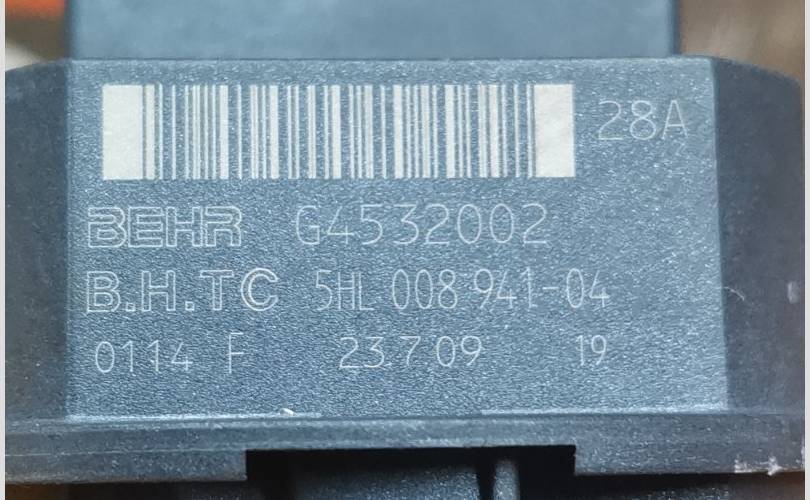 28A
BEHR G4532002
B.H.TC 5HL 008 941-04
0114 F 23.7.09 19